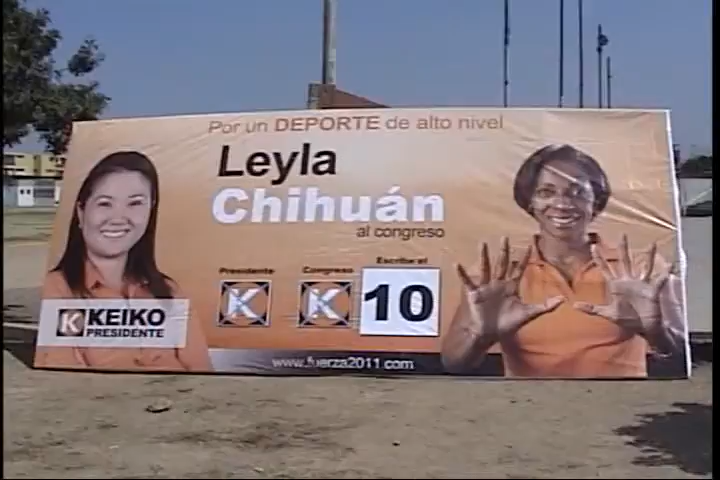 Por un DEPORTE de alto nivel
Leyla
Chihuán
al congreso
Presidente
Congreso
Escribe el
K
K
10
K KEIKO
PRESIDENTE
www.fuerza2011.com